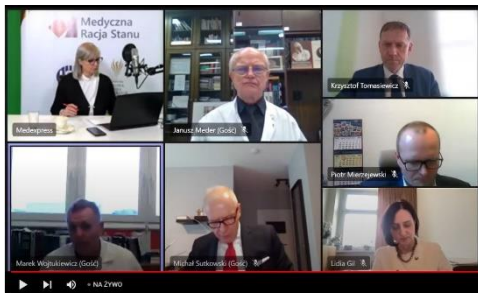 Medyczna
Racja Stanu
Medexpress
Janusz Meder (Gość)
Krzysztof Tomasiewicz
Piotr Mierzejewski
Marek Wojtukiewicz (Gość)
Michał Sutkowski (Gość)
Lidia Gil
NA ŻYWO